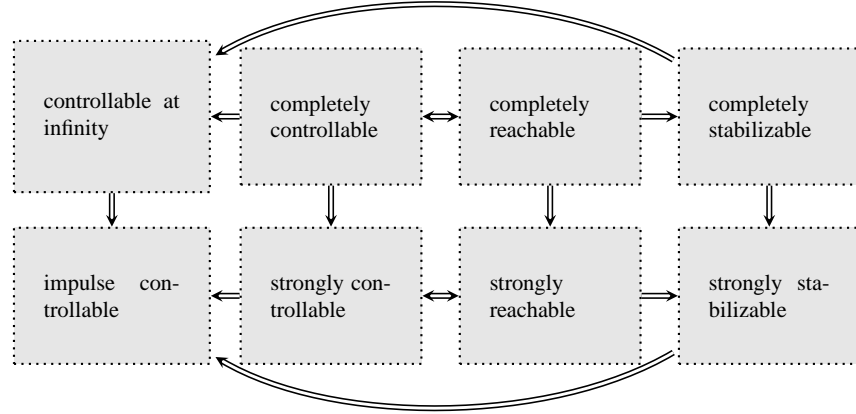 controllable at
infinity
completely
controllable
completely
reachable
completely
stabilizable
impulse con-
trollable
strongly con-
trollable
strongly
reachable
strongly sta-
bilizable